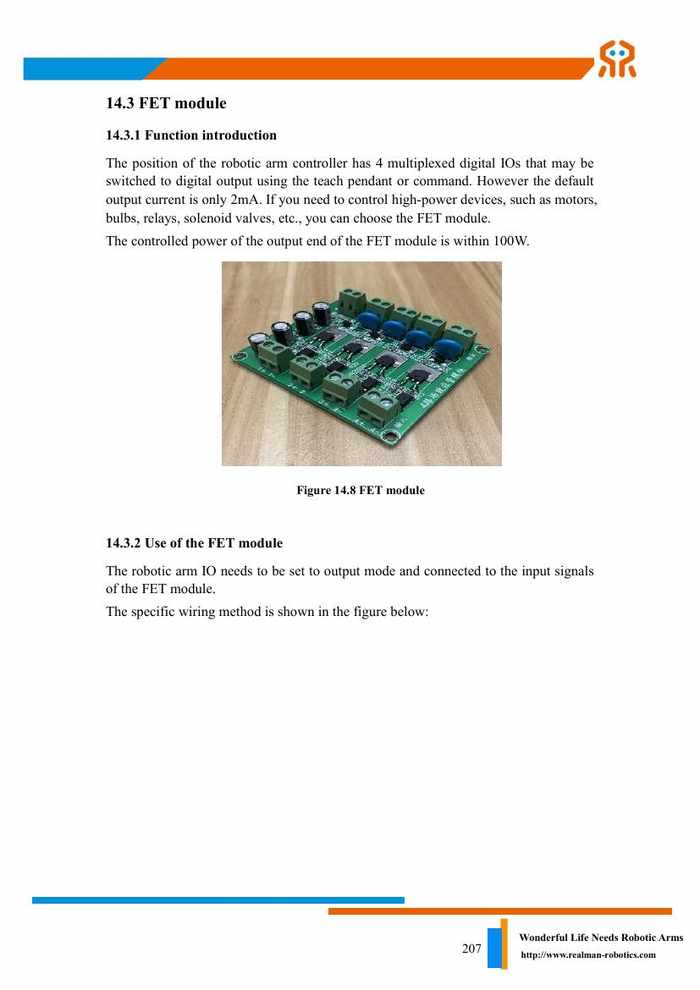 14.3 FET module
14.3.1 Function introduction
The position of the robotic arm controller has 4 multiplexed digital IOs that may be
switched to digital output using the teach pendant or command. However the default
output current is only 2mA. If you need to control high-power devices, such as motors,
bulbs, relays, solenoid valves, etc., you can choose the FET module.
The controlled power of the output end of the FET module is within 100W.
Figure 14.8 FET module
14.3.2 Use of the FET module
The robotic arm IO needs to be set to output mode and connected to the input signals
of the FET module.
The specific wiring method is shown in the figure below:
207
Wonderful Life Needs Robotic Arms
http://www.realman-robotics.com